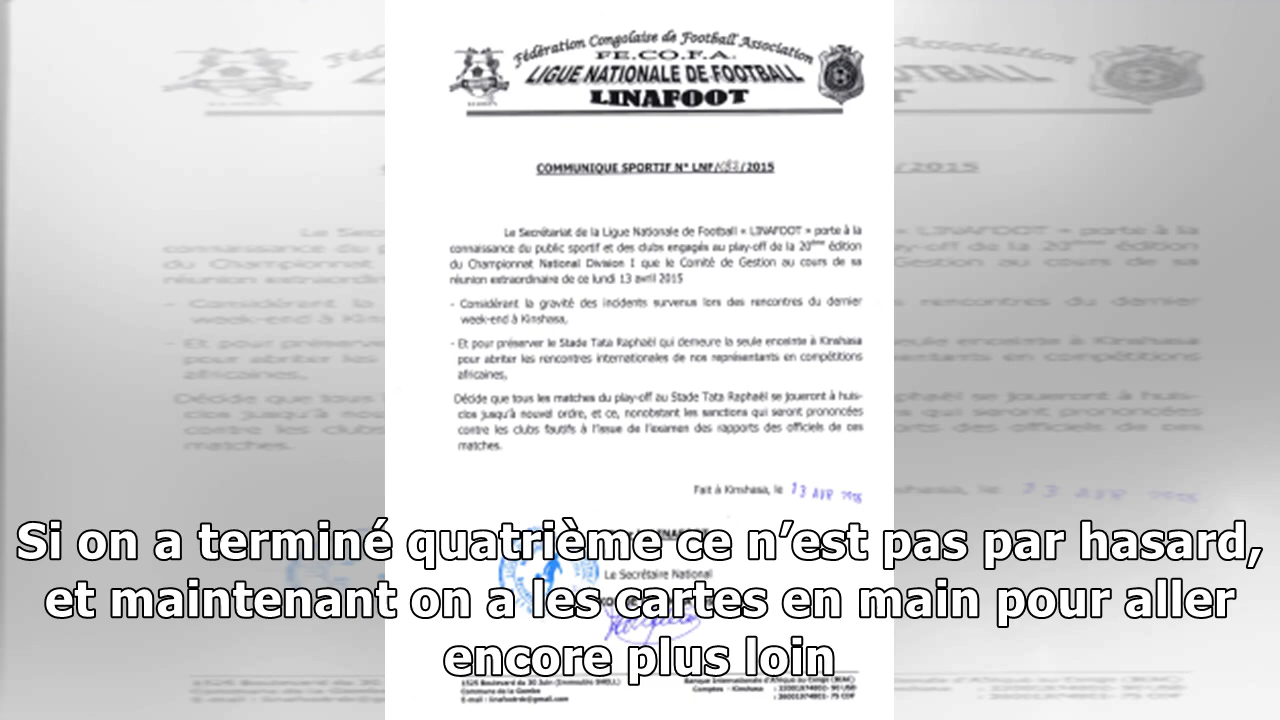 Fédération Congolaise de Football Association
FE.CO.F.A.
LIGUE NATIONALE DE FOOTBALL
LINAFOOT
COMMUNIQUE SPORTIF N° LNF/ /2015
Le Secrétariat de la Ligue Nationale de Football « LINAFOOT » porte à la
connaissance du public sportif et des clubs engagés au play-off de la 20ème édition
du Championnat National Division I que le Comité de Gestion au cours de sa
réunion extraordinaire de ce lundi 13 avril 2015
- Considérant la gravité des incidents survenus lors des rencontres du dernier
week-end à Kinshasa,
- Et pour préserver le Stade Tata Raphaël qui demeure la seule enceinte à Kinshasa
pour abriter les rencontres internationales de nos représentants en compétitions
africaines,
Décide que tous les matches du play-off au Stade Tata Raphaël se joueront à huis-
clos jusqu'à nouvel ordre, et ce, nonobstant les sanctions qui seront prononcées
contre les clubs fautifs à l'issue de l'examen des rapports des officiels de ces
matches.
Fait à Kinshasa, le 13 AVR
Le Secrétaire National
Si on a terminé quatrième ce n’est pas par hasard,
et maintenant on a les cartes en main pour aller
encore plus loin
Commune de la Gombe